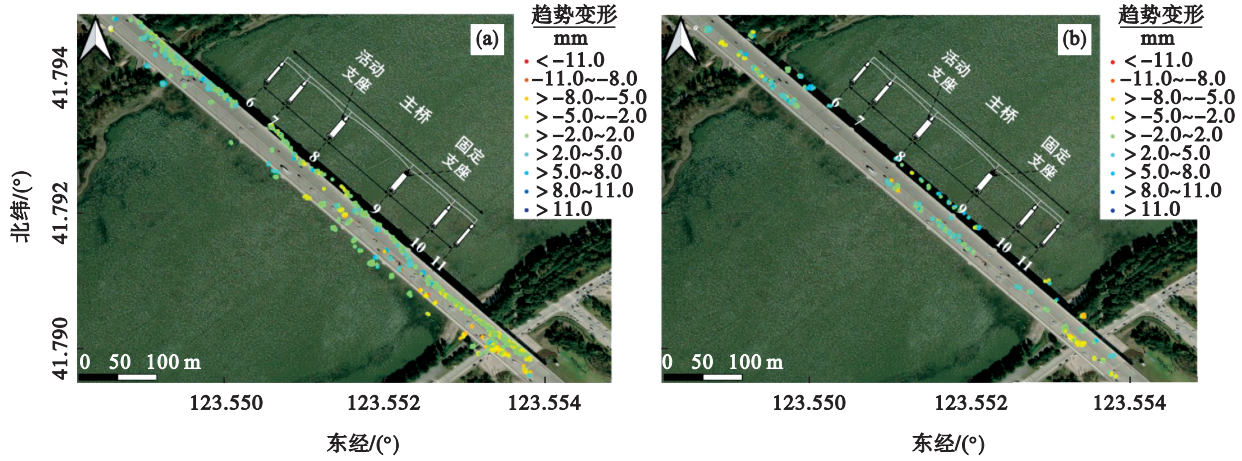 (a)
趋势变形
mm
< −11.0
−11.0~−8.0
> −8.0~−5.0
> −5.0~−2.0
> −2.0~2.0
> 2.0~5.0
> 5.0~8.0
> 8.0~11.0
> 11.0
活动
支座
主桥
固定
支座
6
7
8
9
10
11
0 50 100 m
41.794
41.792
41.790
北纬/(°)
123.550 123.552 123.554
东经/(°)
(b)
趋势变形
mm
< −11.0
−11.0~−8.0
> −8.0~−5.0
> −5.0~−2.0
> −2.0~2.0
> 2.0~5.0
> 5.0~8.0
> 8.0~11.0
> 11.0
活动
支座
主桥
固定
支座
6
7
8
9
10
11
0 50 100 m
123.550 123.552 123.554
东经/(°)